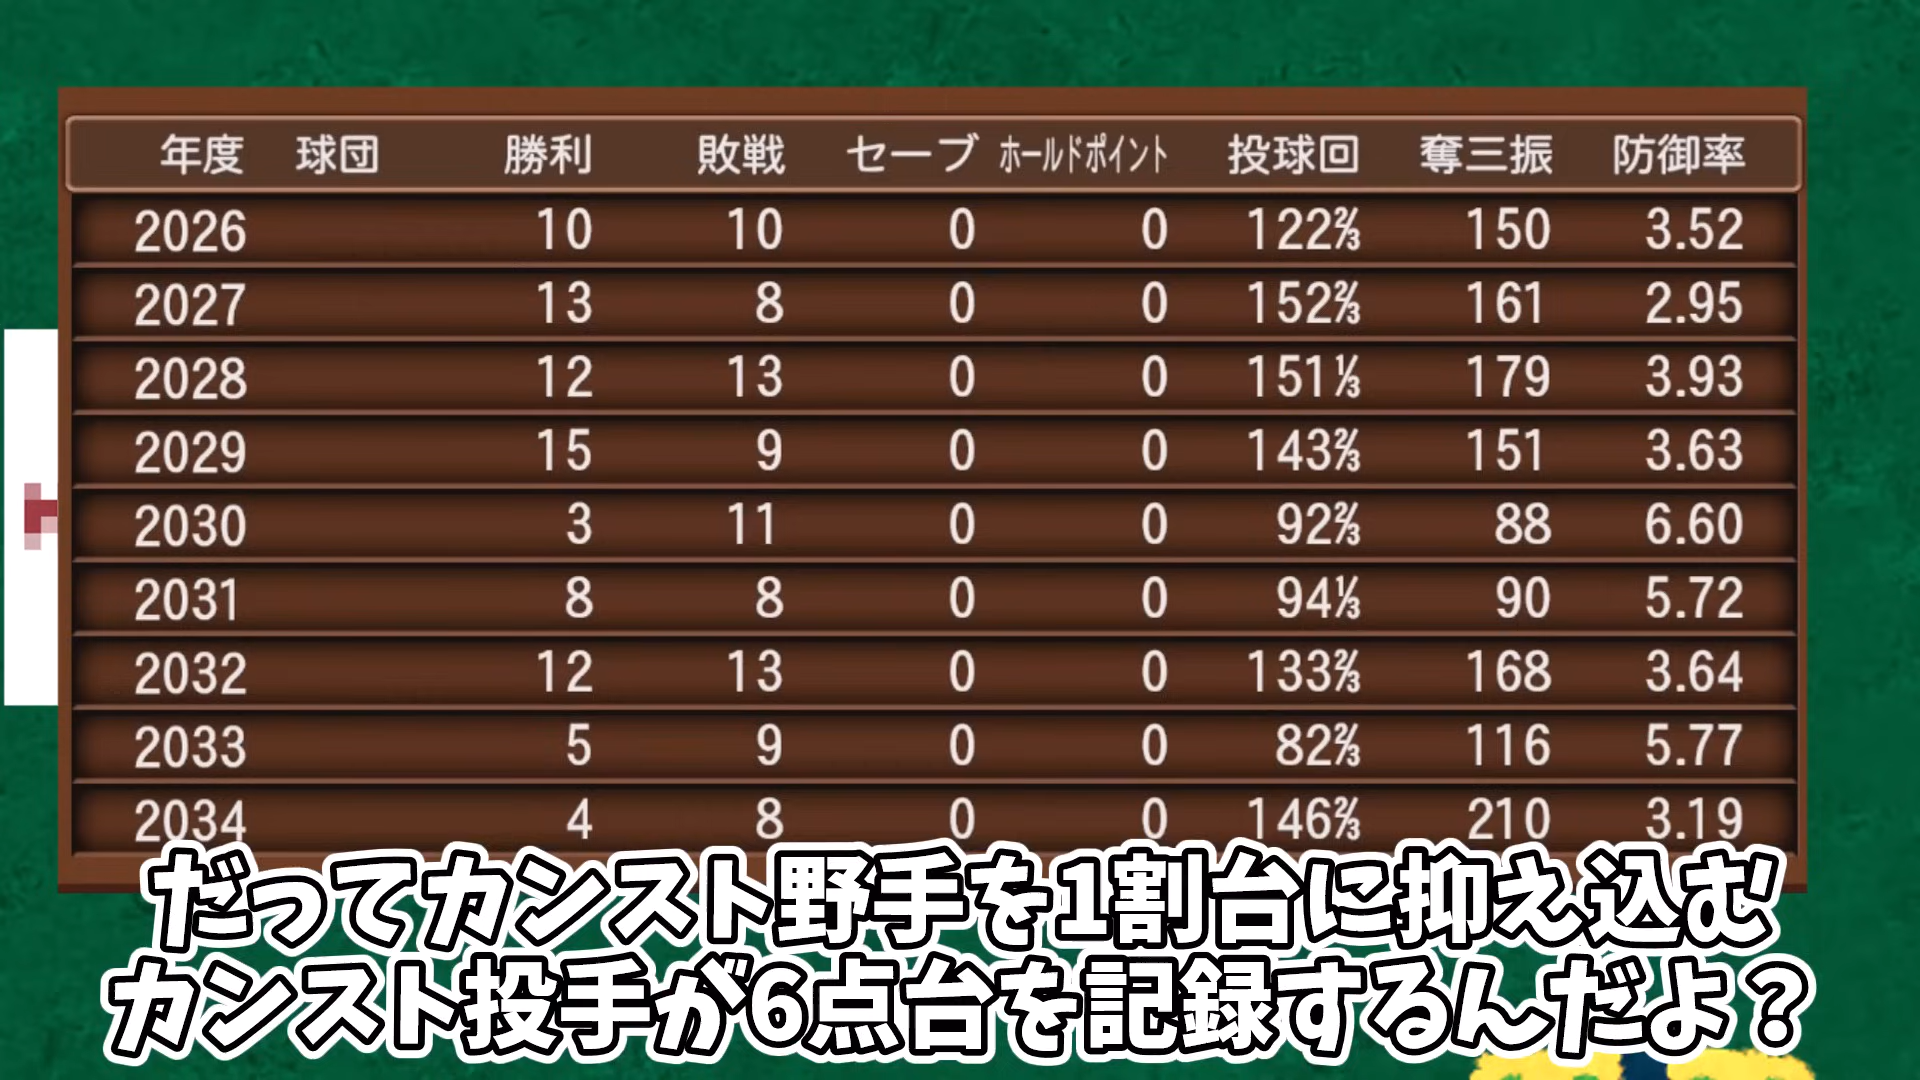 年度 球団 勝利 敗戦 セーブ ホールドポイント 投球回 奪三振 防御率
2026 10 10 0 0 122⅔ 150 3.52
2027 13 8 0 0 152⅔ 161 2.95
2028 12 13 0 0 151⅓ 179 3.93
2029 15 9 0 0 143⅔ 151 3.63
2030 3 11 0 0 92⅔ 88 6.60
2031 8 8 0 0 94⅓ 90 5.72
2032 12 13 0 0 133⅔ 168 3.64
2033 5 9 0 0 82⅔ 116 5.77
2034 4 8 0 0 146⅔ 210 3.19
だってカンスト野手を1割台に抑え込む
カンスト投手が6点台を記録するんだよ？